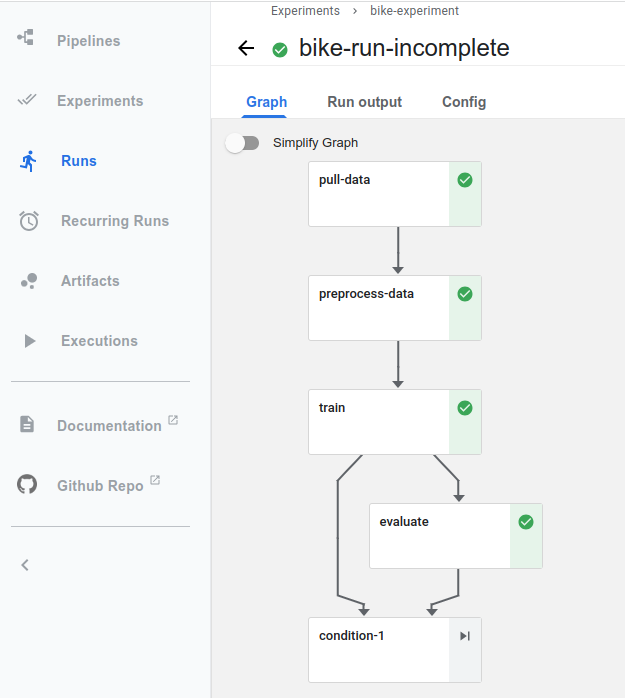 Experiments > bike-experiment
bike-run-incomplete
Graph Run output Config
Simplify Graph
Pipelines
Experiments
Runs
Recurring Runs
Artifacts
Executions
Documentation
Github Repo
pull-data
preprocess-data
train
evaluate
condition-1